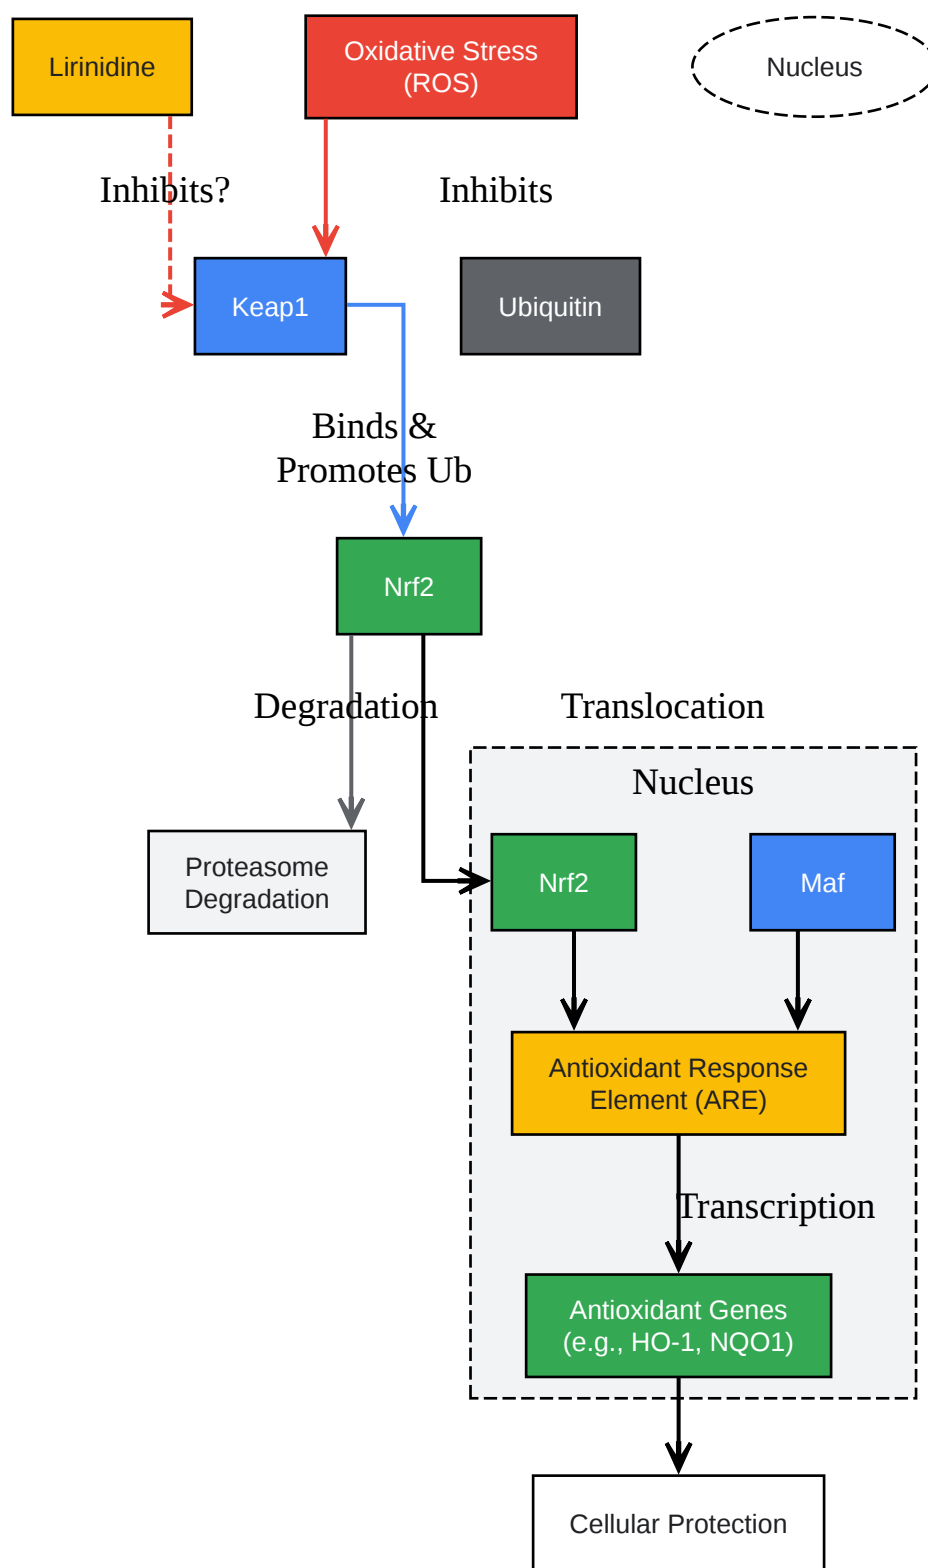 Lirinidine
Oxidative Stress
(ROS)
Nucleus
Inhibits?
Inhibits
Keap1
Ubiquitin
Binds &
Promotes Ub
Nrf2
Degradation
Translocation
Nucleus
Proteasome
Degradation
Nrf2
Maf
Antioxidant Response
Element (ARE)
Transcription
Antioxidant Genes
(e.g., HO-1, NQO1)
Cellular Protection